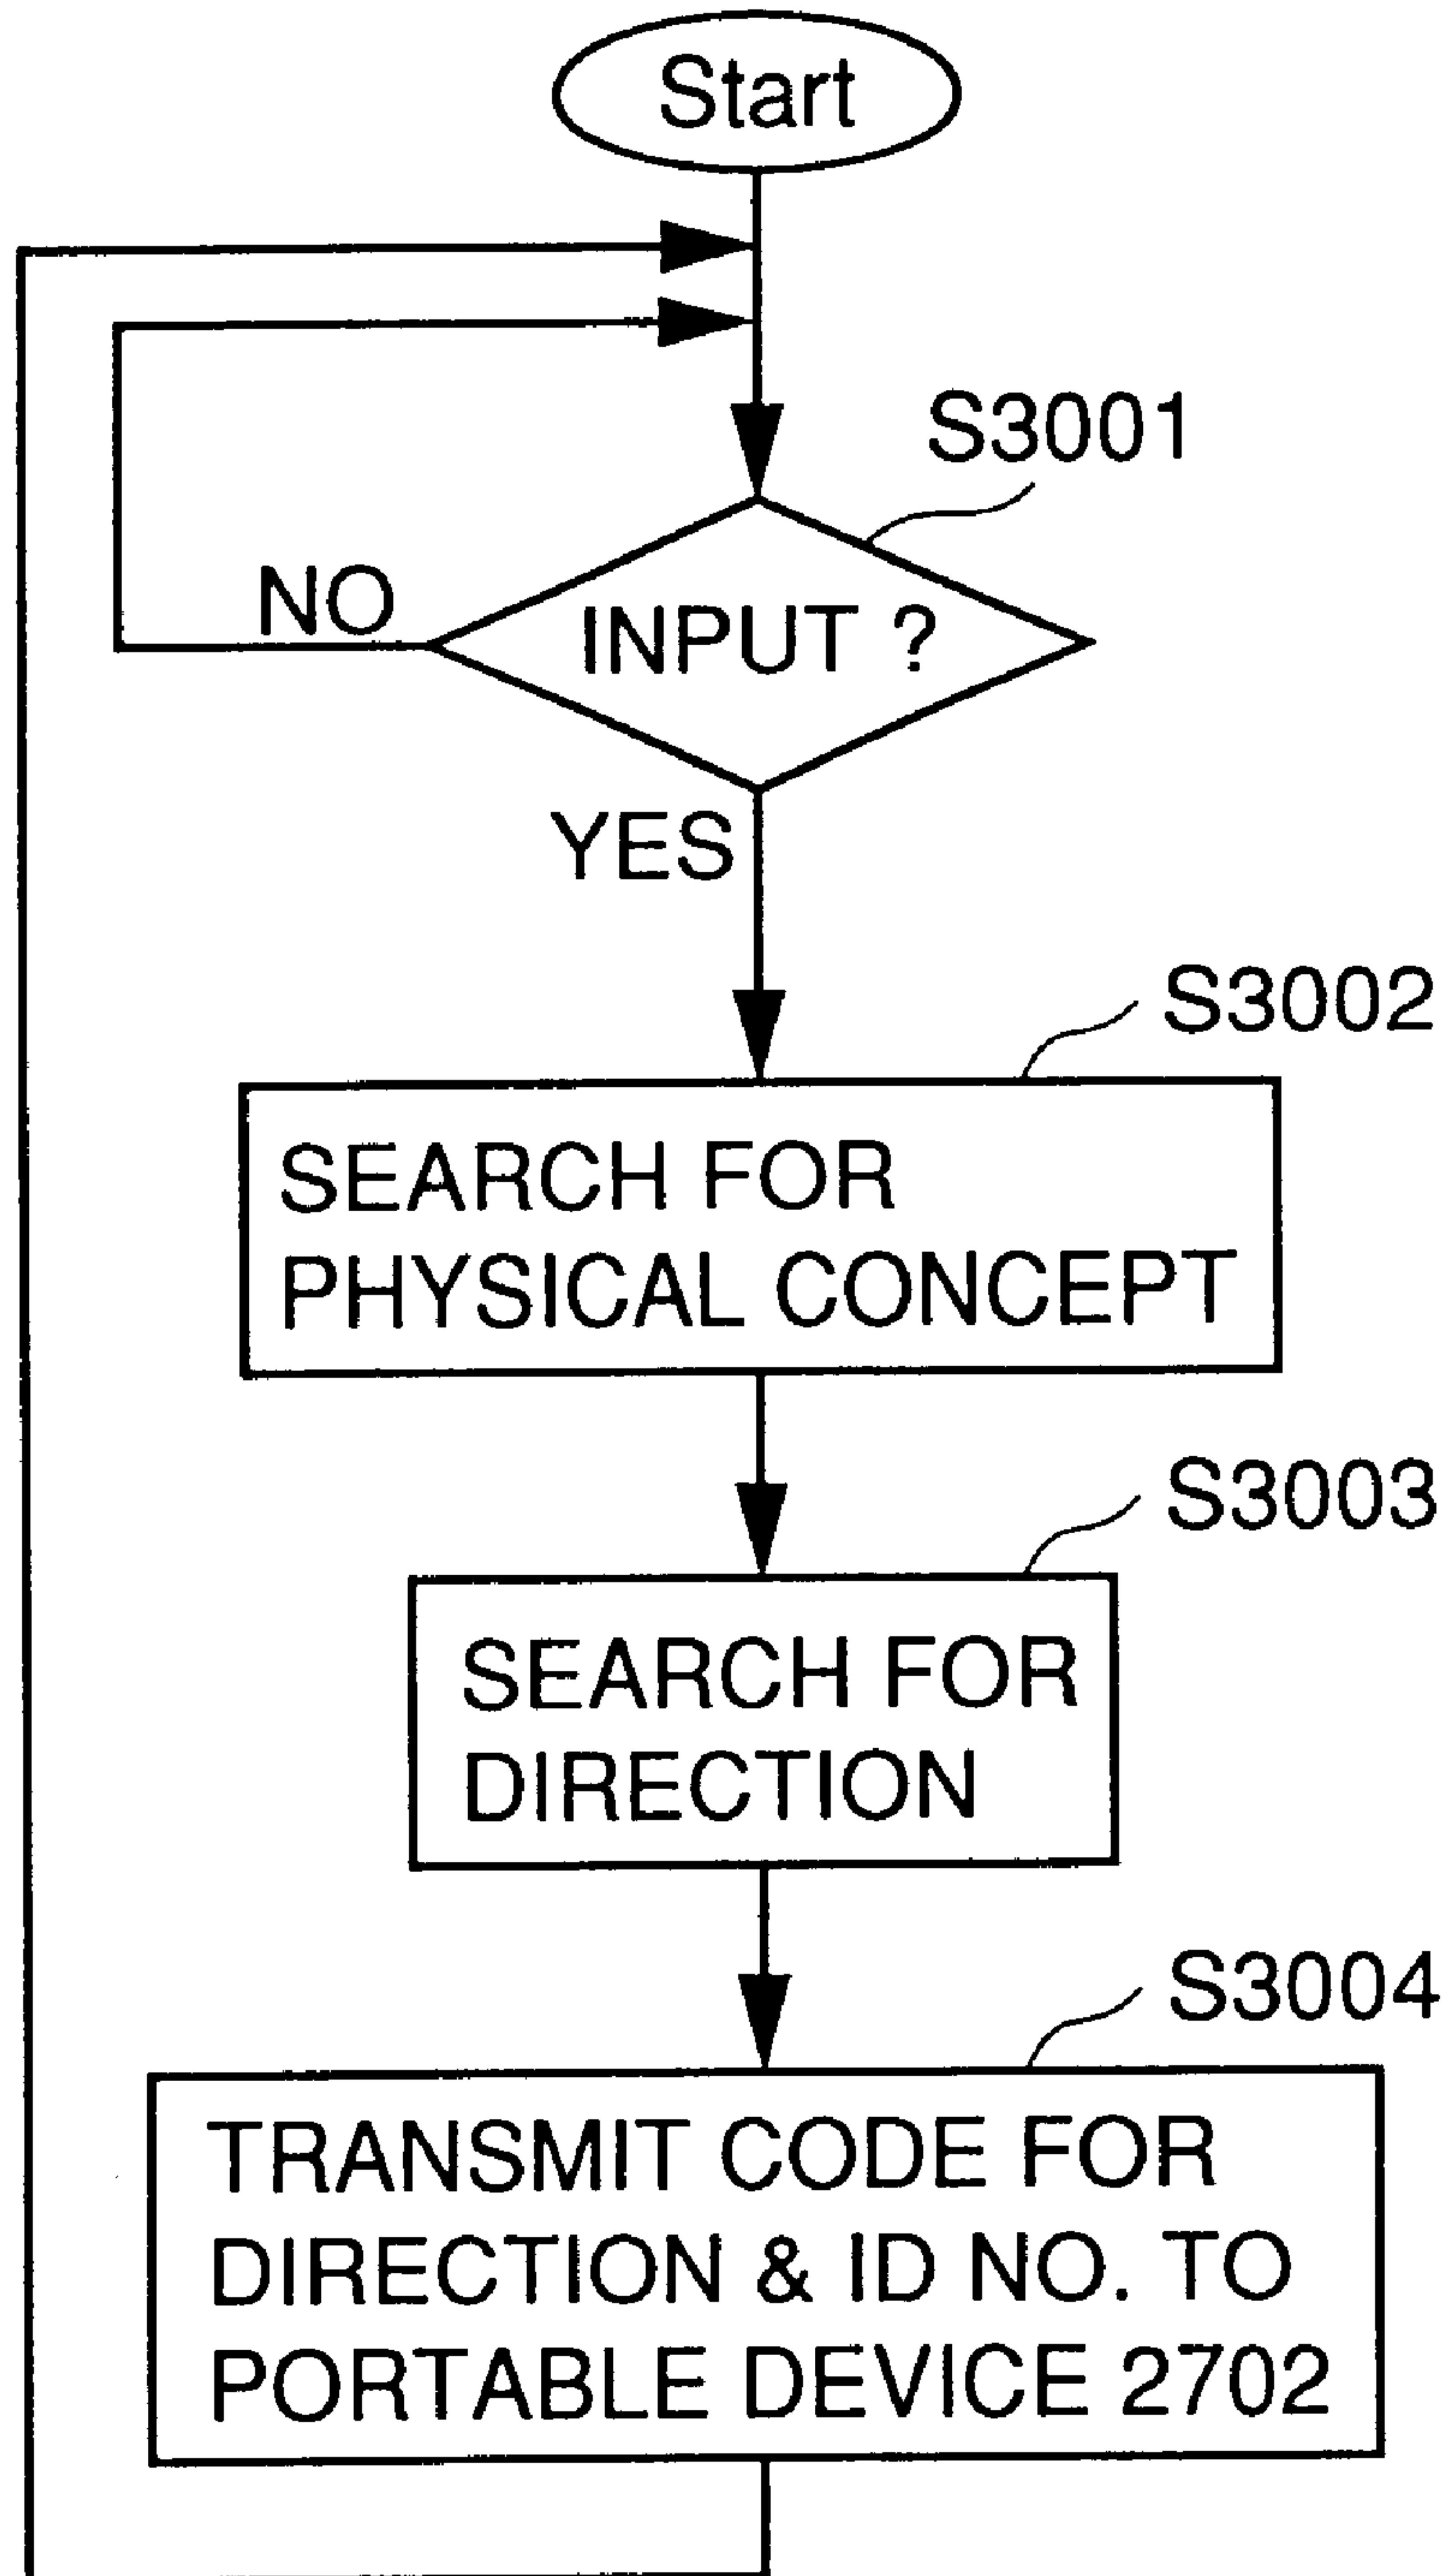 Start
S3001
NO
INPUT ?
YES
S3002
SEARCH FOR
PHYSICAL CONCEPT
S3003
SEARCH FOR
DIRECTION
S3004
TRANSMIT CODE FOR
DIRECTION & ID NO. TO
PORTABLE DEVICE 2702